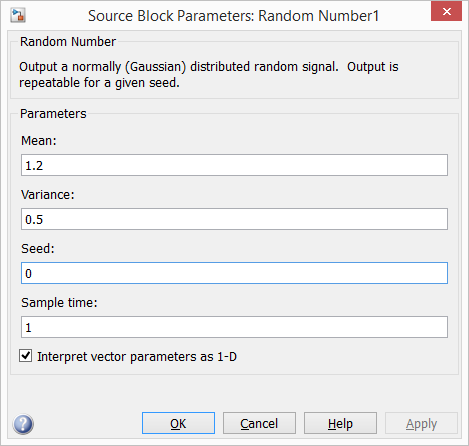 Source Block Parameters: Random Number1
Random Number
Output a normally (Gaussian) distributed random signal.  Output is
repeatable for a given seed.
Parameters
Mean:
1.2
Variance:
0.5
Seed:
0
Sample time:
1
Interpret vector parameters as 1-D
? OK Cancel Help Apply